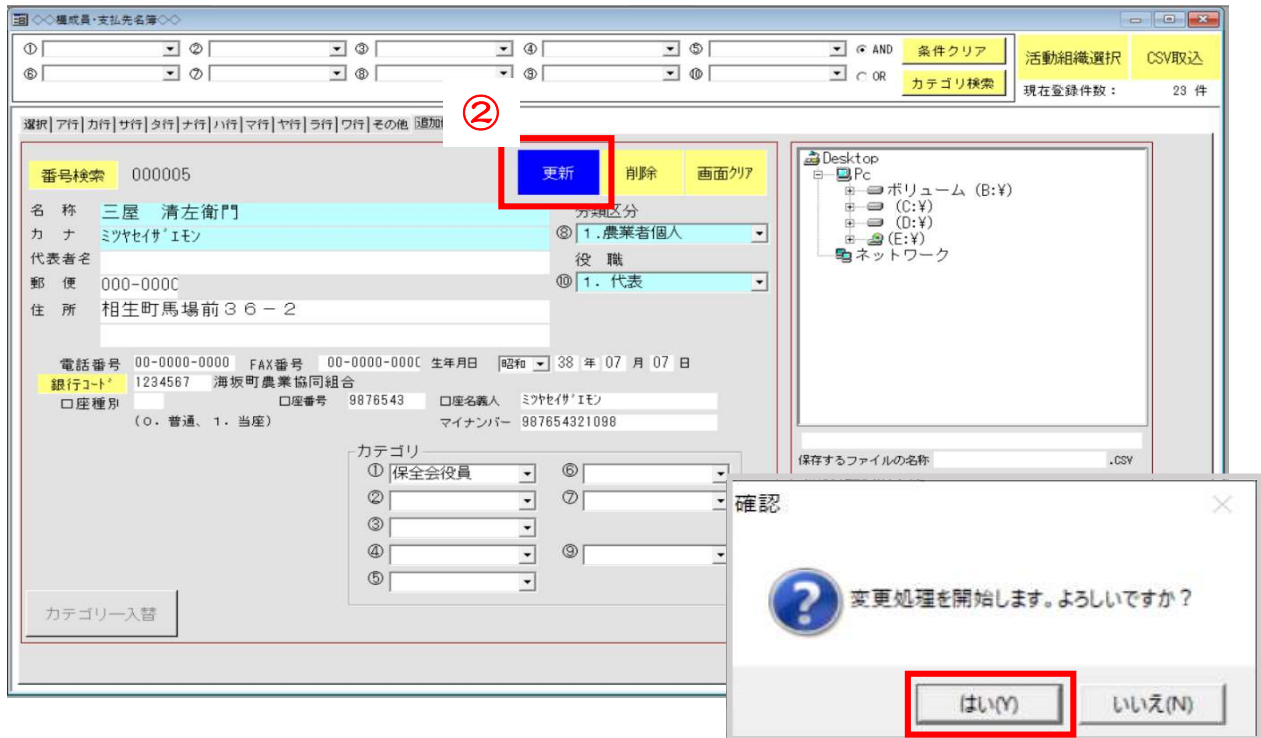 ◇◇構成員・支払先名簿◇◇
① ② ③ ④ ⑤ AND 条件クリア 活動組織選択 CSV取込
⑥ ⑦ ⑧ ⑨ ⑩ OR カテゴリ検索 現在登録件数： 23 件
選択 ア行 カ行 サ行 タ行 ナ行 ハ行 マ行 ヤ行 ラ行 ワ行 その他
②
番号検索 000005 更新 削除 画面クリア
名 称 三屋 清左衛門 分類区分
カ ナ ミツヤセイザエモン ⑧ 1.農業者個人
代表者名 役 職
郵 便 000-0000 ⑩ 1. 代表
住 所 相生町馬場前３６－２
電話番号 00-0000-0000 FAX番号 00-0000-0000 生年月日 昭和 38 年 07 月 07 日
銀行コード 1234567 海坂町農業協同組合
口座種別 口座番号 9876543 口座名義人 ミツヤセイザエモン
(0. 普通、 1. 当座) マイナンバー 987654321098
カテゴリ
① 保全会役員 ⑥
② ⑦
③
④ ⑨
⑤
カテゴリー入替
Desktop
Pc
ボリューム (B:¥)
(C:¥)
(D:¥)
(E:¥)
ネットワーク
保存するファイルの名称 .CSV
確認
変更処理を開始します。よろしいですか？
はい(Y) いいえ(N)